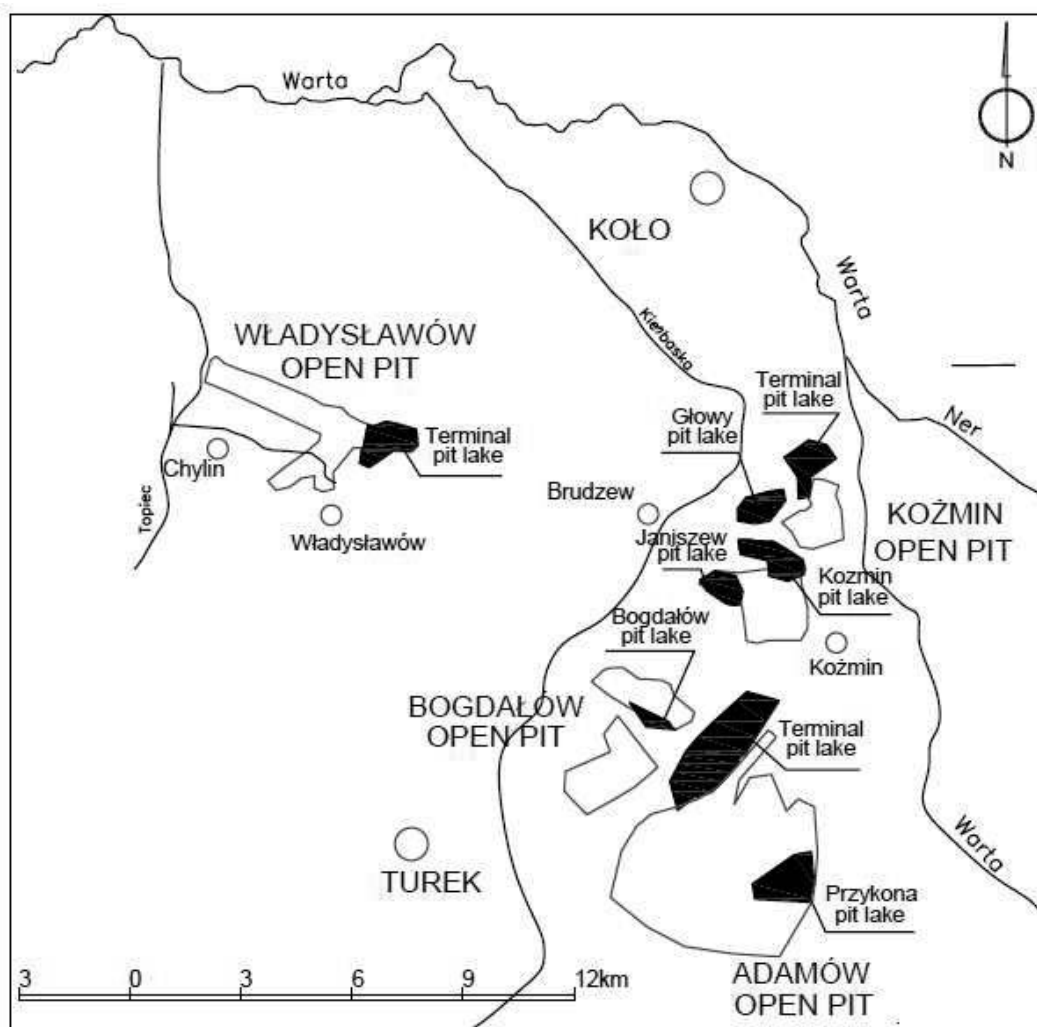 Warta
N
KOŁO
Warta
Kiełbaska
WŁADYSŁAWÓW
OPEN PIT
Terminal
pit lake
Głowy
pit lake
Ner
Terminal
pit lake
Chylin
Topiec
Władysławów
Brudzew
KOŹMIN
OPEN PIT
Janiszew
pit lake
Kozmin
pit lake
Bogdałów
pit lake
Koźmin
BOGDAŁÓW
OPEN PIT
Terminal
pit lake
Warta
TUREK
Przykona
pit lake
ADAMÓW
OPEN PIT
3 0 3 6 9 12km